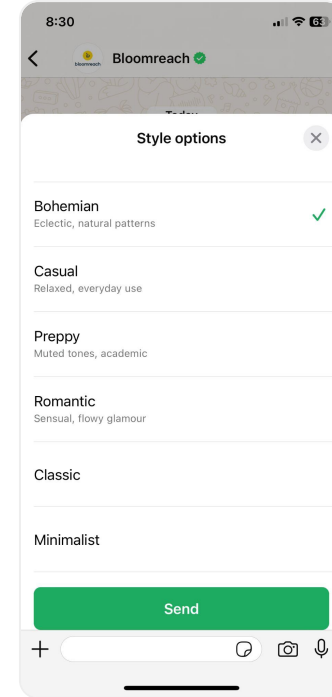 8:30
63
bloomreach
Bloomreach
Today
Style options
Bohemian
Eclectic, natural patterns
Casual
Relaxed, everyday use
Preppy
Muted tones, academic
Romantic
Sensual, flowy glamour
Classic
Minimalist
Send